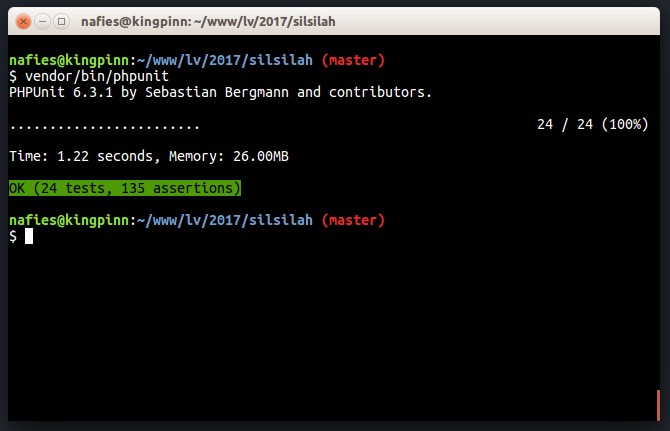 nafies@kingpinn: ~/www/lv/2017/silsilah
nafies@kingpinn:~/www/lv/2017/silsilah (master)
$ vendor/bin/phpunit
PHPUnit 6.3.1 by Sebastian Bergmann and contributors.
........................ 24 / 24 (100%)
Time: 1.22 seconds, Memory: 26.00MB
OK (24 tests, 135 assertions)
nafies@kingpinn:~/www/lv/2017/silsilah (master)
$